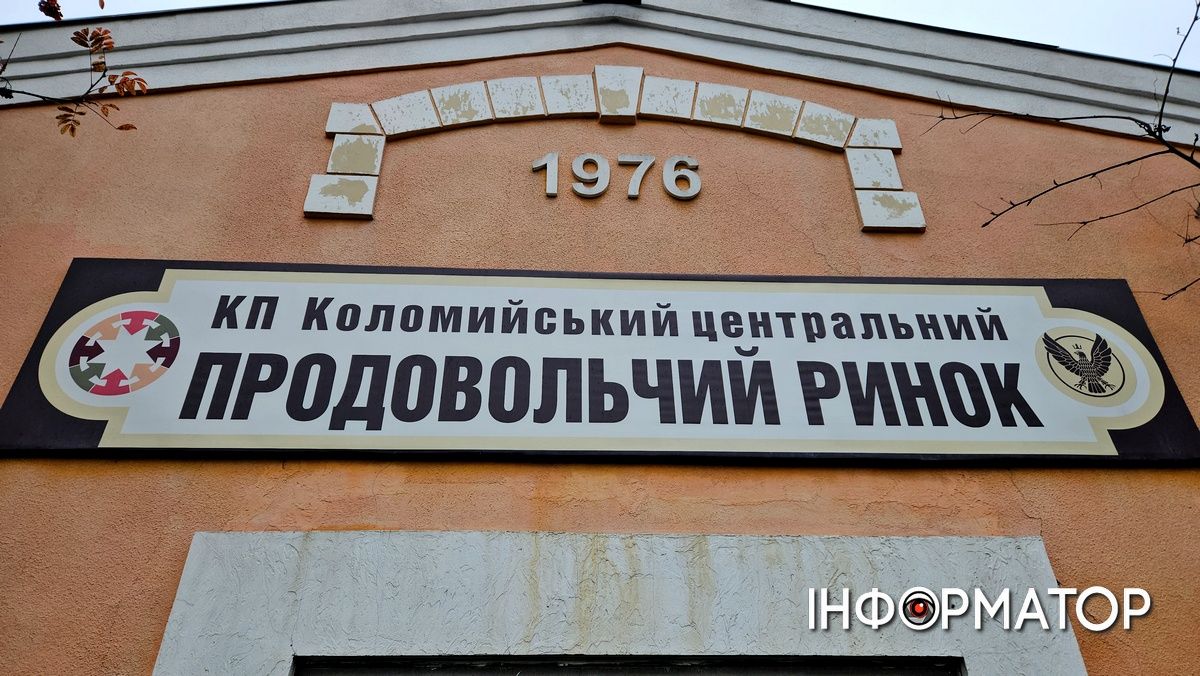 1976
КП Коломийський центральний
ПРОДОВОЛЬЧИЙ РИНОК
ІНФОРМАТОР